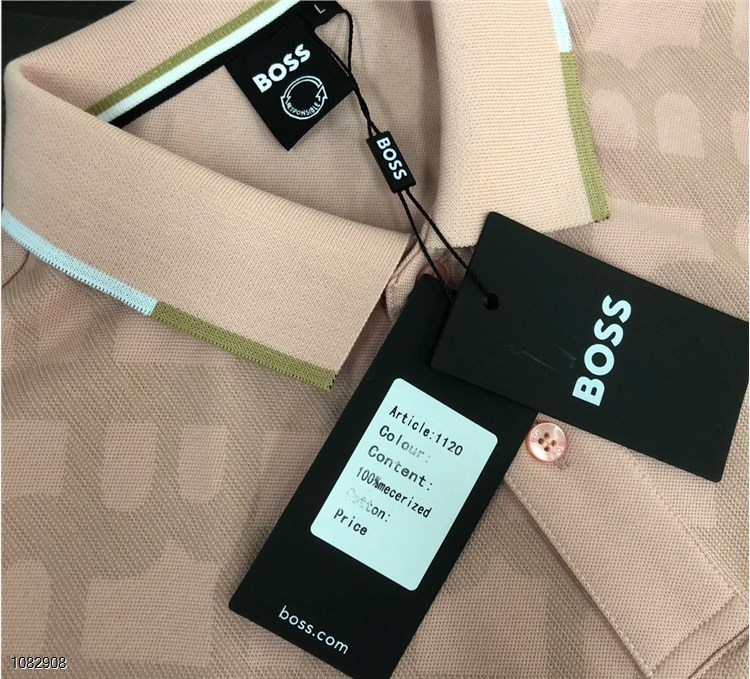 BOSS
RESPONSIBLE
L
BOSS
BOSS
Article:1120
Colour:
Content:
100%mecerized
Cotton:
Price
boss.com
1082908